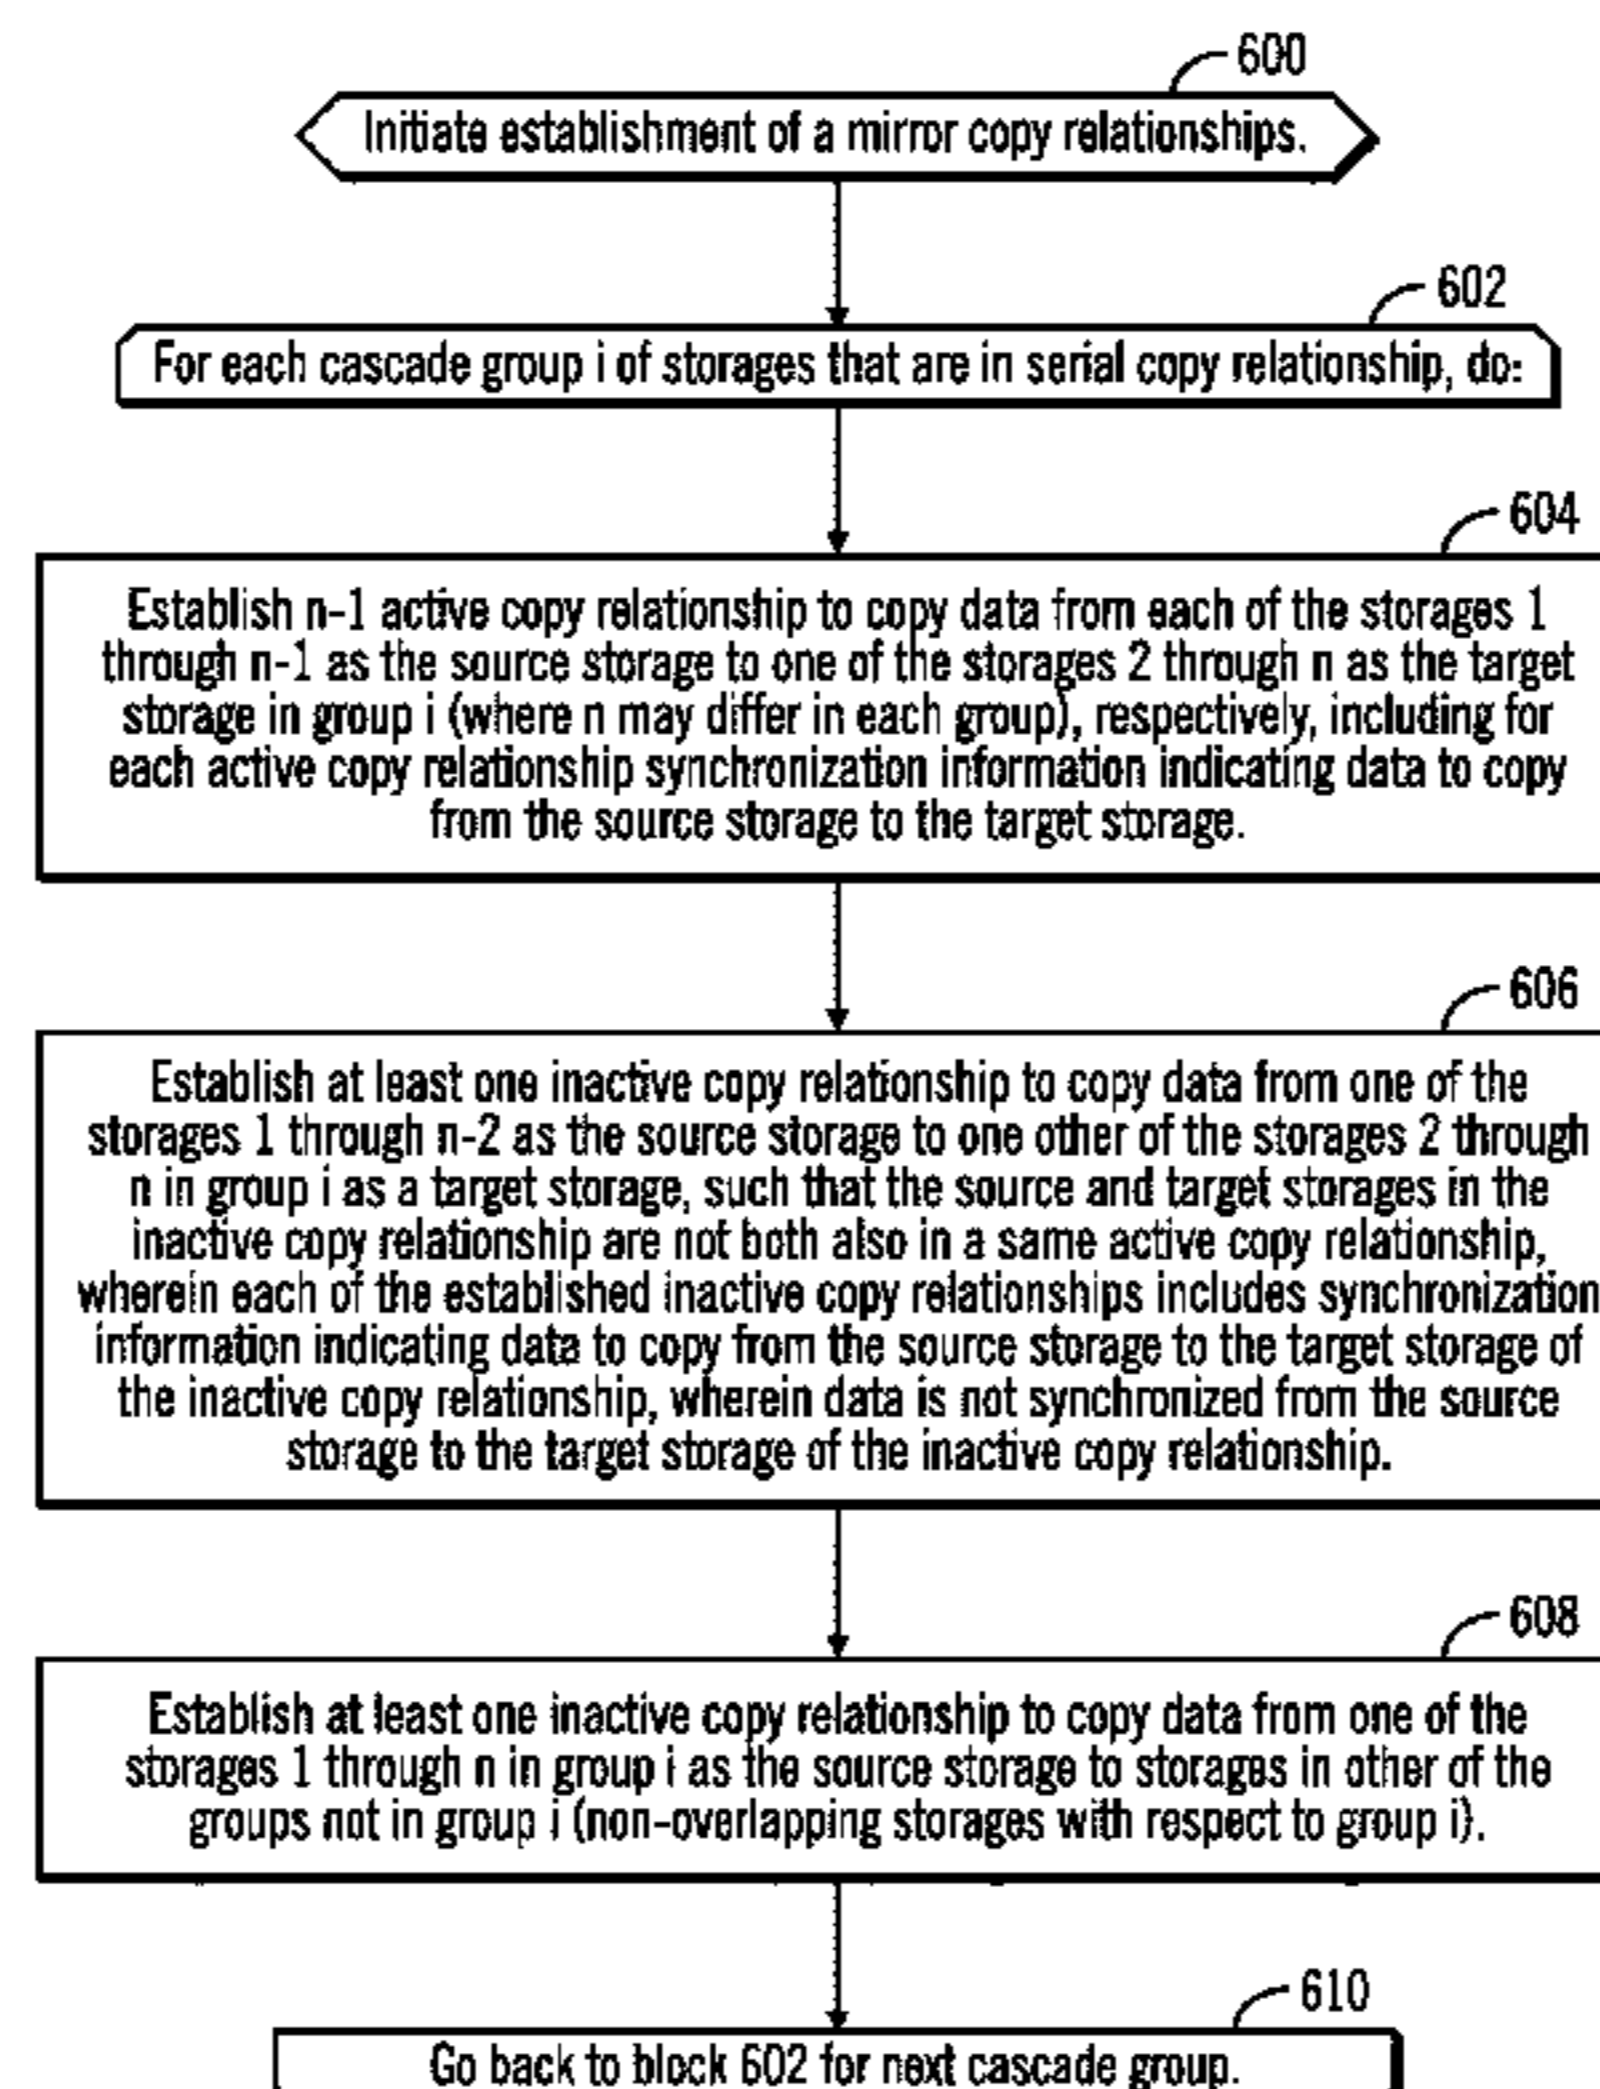 600
Initiate establishment of a mirror copy relationships.
602
For each cascade group i of storages that are in serial copy relationship, do:
604
Establish n-1 active copy relationship to copy data from each of the storages 1
through n-1 as the source storage to one of the storages 2 through n as the target
storage in group i (where n may differ in each group), respectively, including for
each active copy relationship synchronization information indicating data to copy
from the source storage to the target storage.
606
Establish at least one inactive copy relationship to copy data from one of the
storages 1 through n-2 as the source storage to one other of the storages 2 through
n in group i as a target storage, such that the source and target storages in the
inactive copy relationship are not both also in a same active copy relationship,
wherein each of the established inactive copy relationships includes synchronization
information indicating data to copy from the source storage to the target storage of
the inactive copy relationship, wherein data is not synchronized from the source
storage to the target storage of the inactive copy relationship.
608
Establish at least one inactive copy relationship to copy data from one of the
storages 1 through n in group i as the source storage to storages in other of the
groups not in group i (non-overlapping storages with respect to group i).
610
Go back to block 602 for next cascade group.